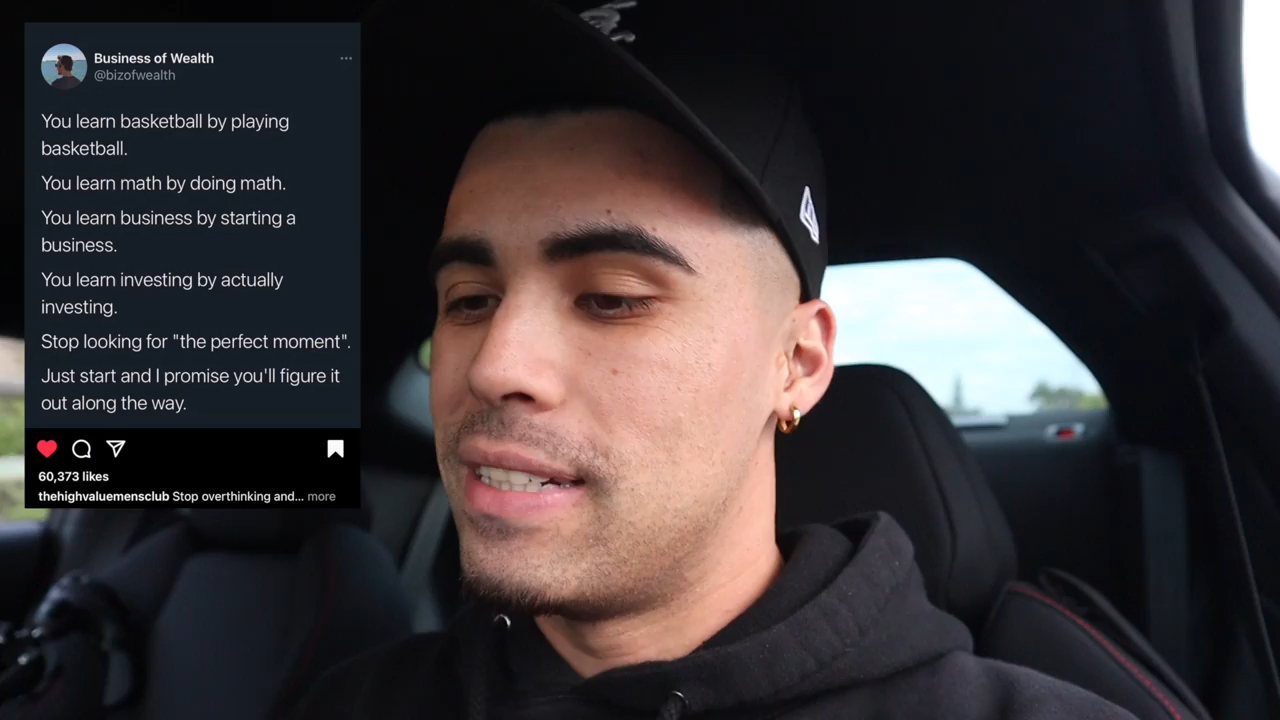 Business of Wealth
@bizofwealth
You learn basketball by playing
basketball.
You learn math by doing math.
You learn business by starting a
business.
You learn investing by actually
investing.
Stop looking for "the perfect moment".
Just start and I promise you'll figure it
out along the way.
60,373 likes
thehighvaluemensclub Stop overthinking and... more